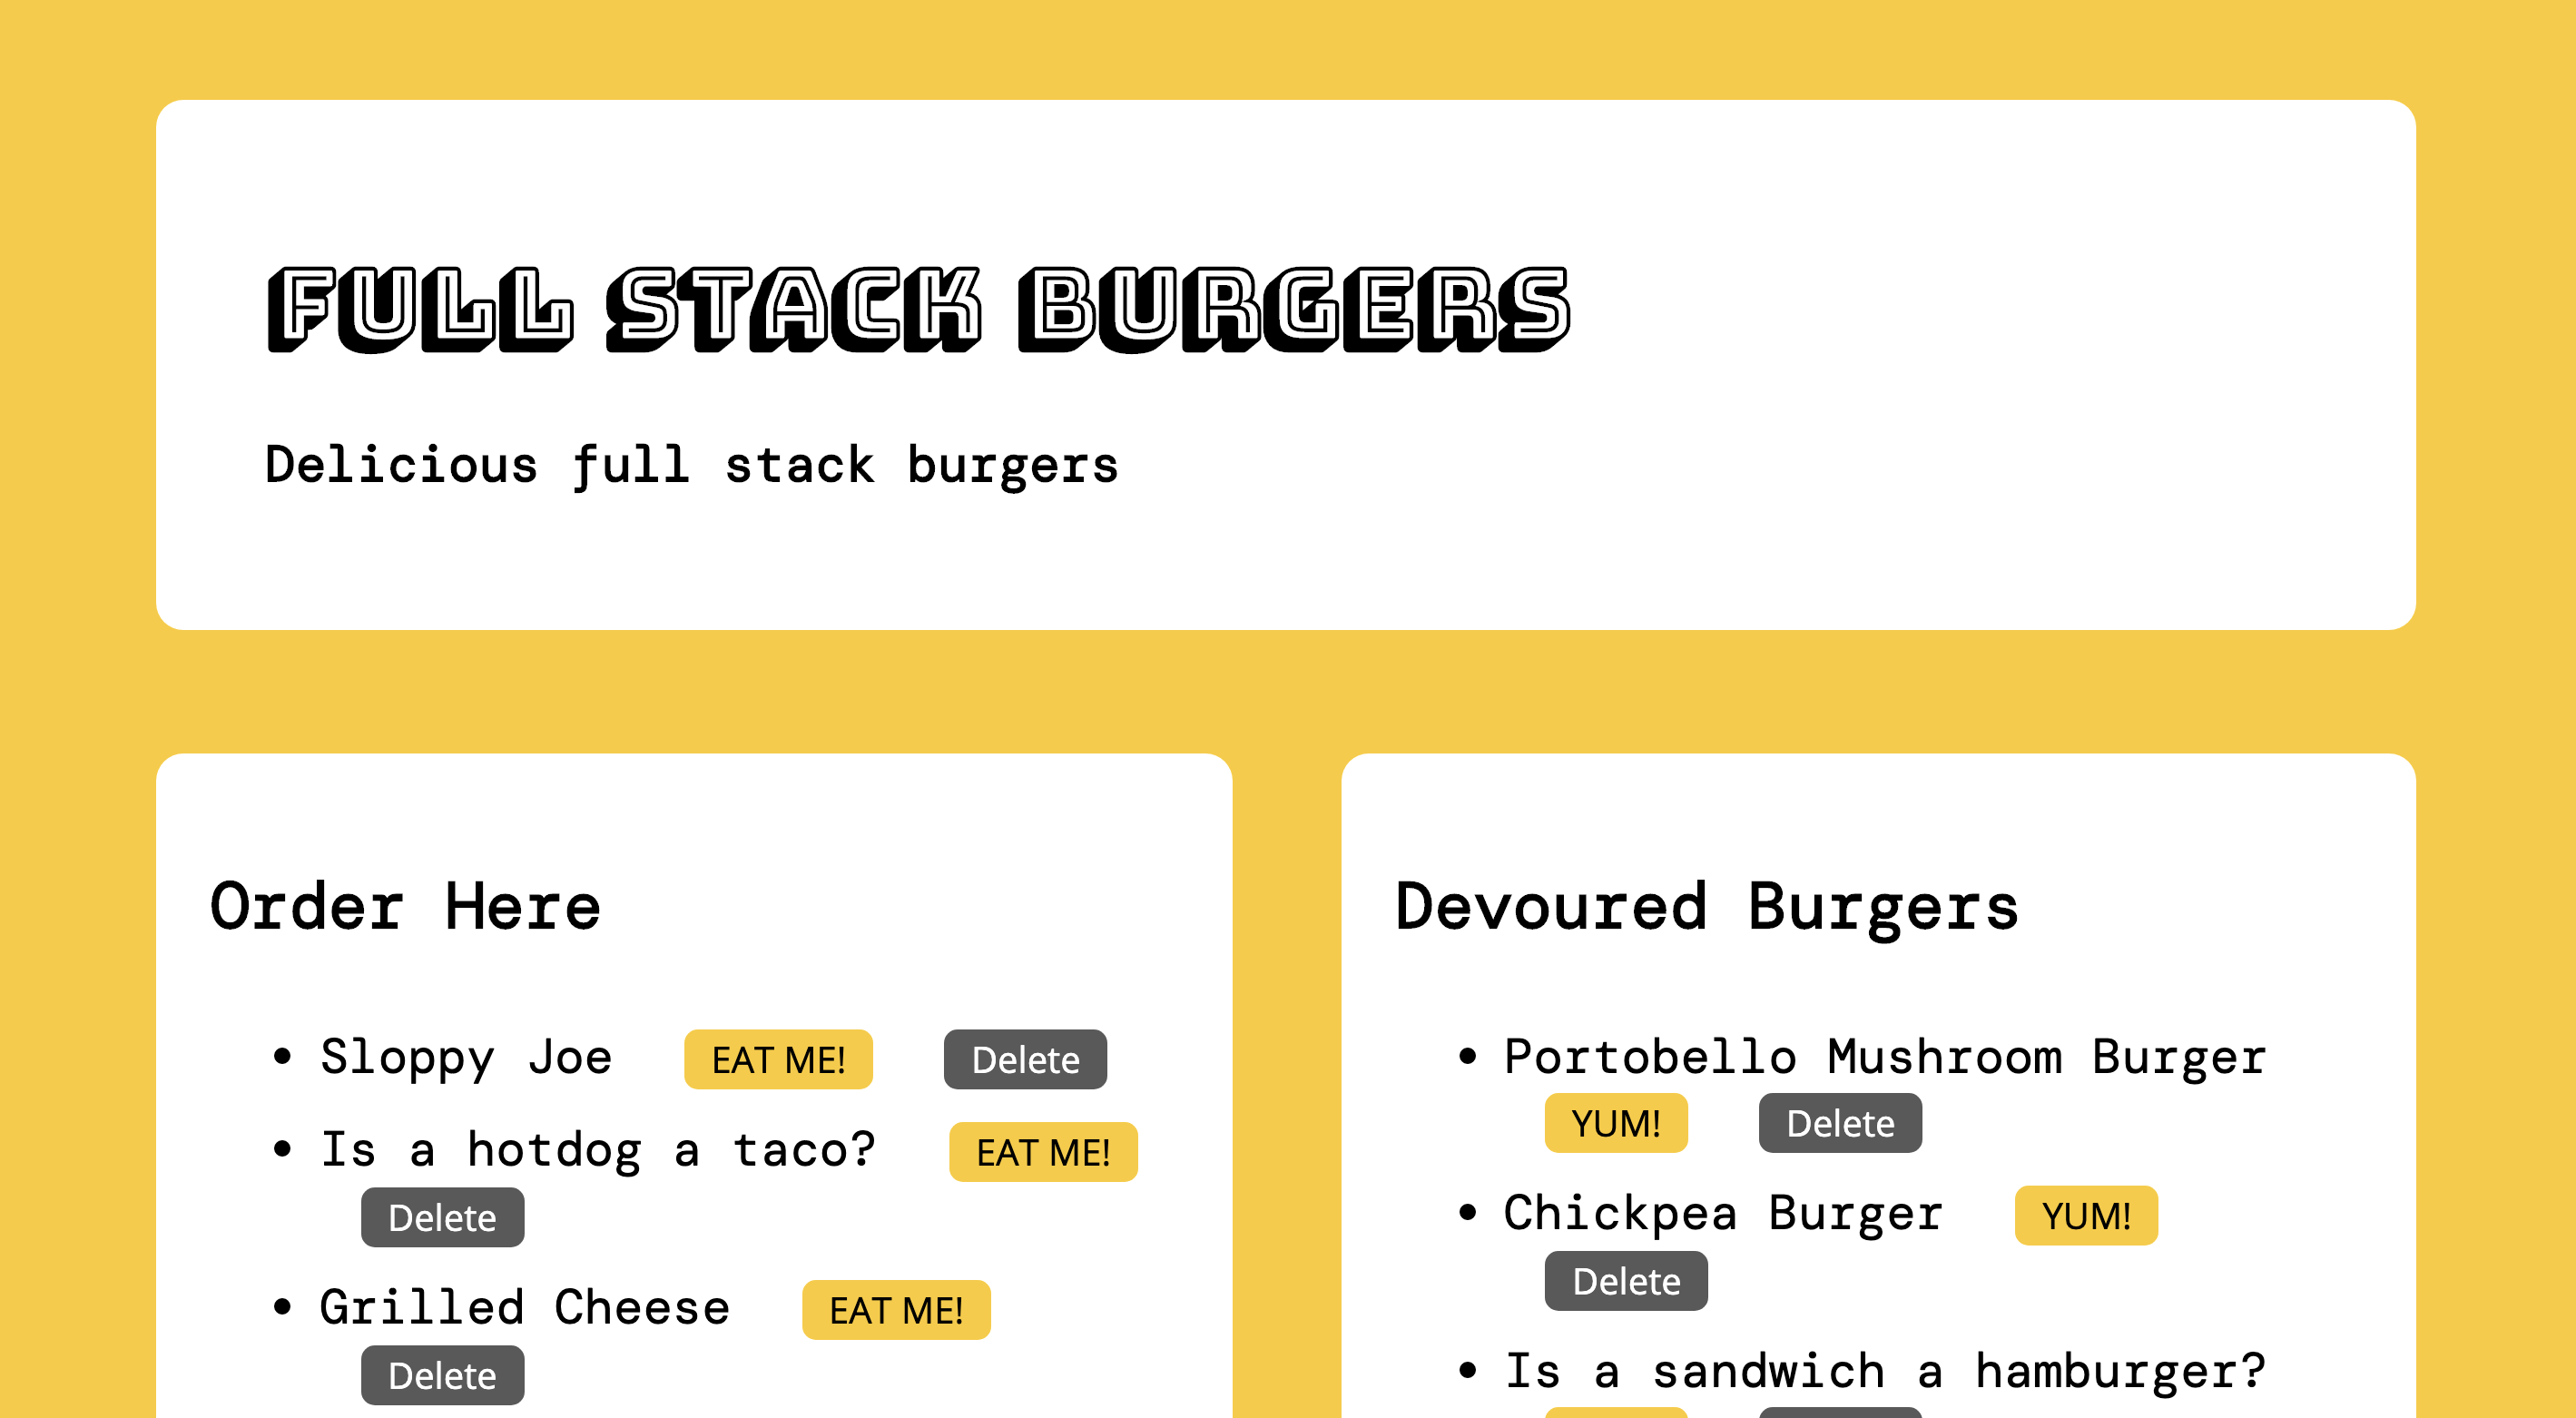 FULL STACK BURGERS
Delicious full stack burgers
Order Here
Sloppy Joe EAT ME! Delete
Is a hotdog a taco? EAT ME!
Delete
Grilled Cheese EAT ME!
Delete
Devoured Burgers
Portobello Mushroom Burger
YUM! Delete
Chickpea Burger YUM!
Delete
Is a sandwich a hamburger?